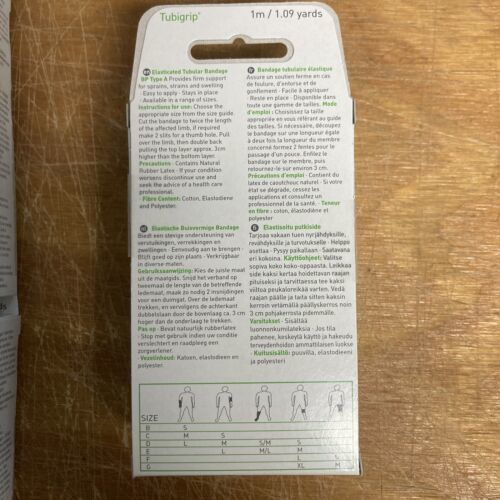 Tubigrip®
1m / 1.09 yards
en Elasticated Tubular Bandage
BP Type A Provides firm support
for sprains, strains and swelling
· Easy to apply · Stays in place
· Available in a range of sizes.
Instructions for use: Choose the
appropriate size from the size guide.
Cut the bandage to twice the length
of the affected limb, if required
make 2 slits for a thumb hole. Pull
over the limb, then double back
pulling the top layer approx. 3cm
higher than the bottom layer.
Precautions · Contains Natural
Rubber Latex · If your condition
worsens discontinue use and
seek the advice of a health care
professional.
· Fibre Content: Cotton, Elastodiene
and Polyester.
fr Bandage tubulaire élastique
Assure un soutien ferme en cas
de foulure, d'entorse et de
gonflement · Facile à appliquer
· Reste en place · Disponible dans
toute une gamme de tailles. Mode
d'emploi : Choisissez la taille
appropriée en vous référant au guide
des tailles. Si nécessaire, découpez
le bandage sur une longueur égale
à deux fois la longueur du membre
concerné formez 2 fentes pour le
passage d'un pouce. Enfilez le
bandage sur le membre, puis
retournez-le sur environ 3 cm.
Précautions d'emploi · Contient du
latex de caoutchouc naturel · Si votre
état se dégrade, cessez les
applications et consultez un
professionnel de la santé. · Teneur
en fibre : coton, élastodiène et
polyester
nl Elastische Buisvormige Bandage
Biedt een stevige ondersteuning van
verstuikingen, verrekkingen en
zwellingen · Eenvoudig aan te brengen ·
Blijft goed op zijn plaats · Verkrijgbaar
in diverse maten.
Gebruiksaanwijzing: Kies de juiste maat
uit de maatgids. Snijd het verband op
tweemaal de lengte van de betreffende
ledemaat, maak zo nodig 2 insnijdingen
voor een duimgat. Over de ledemaat
trekken, en vervolgens de achterkant
dubbelslaan door de bovenlaag ca. 3 cm
hoger dan de onderlaag te trekken.
Pas op · Bevat natuurlijk rubberlatex
· Stop met gebruik indien uw conditie
verslechtert en raadpleeg een
zorgverlener.
· Vezelinhoud: Katoen, elastodieen en
polyester
fi Elastinoitu putkiside
Tarjoaa vakaan tuen nyrjähdyksille,
revähdyksille ja turvotukselle · Helppo
asettaa · Pysyy paikallaan · Saatavana
eri kokoina. Käyttöohjeet: Valitse
sopiva koko koko-oppaasta. Leikkaa
side kaksi kertaa hoidettavan raajan
pituiseksi ja tarvittaessa tee kaksi
viiltoa peukaloreikää varten. Vedä
raajan päälle ja taita sitten kaksin
kerroin vetämällä päällyskerros noin
3 cm pohjakerrosta pidemmälle.
Varoitukset · Sisältää
luonnonkumilateksia · Jos tila
pahenee, keskeytä käyttö ja hakeudu
terveydenhoidon ammattilaisen luokse
· Kuitusisältö: puuvilla, elastodieeni
ja polyesteri
SIZE
B S
C M S
D L M S/M S
E L M/L M
F L S
G XL M